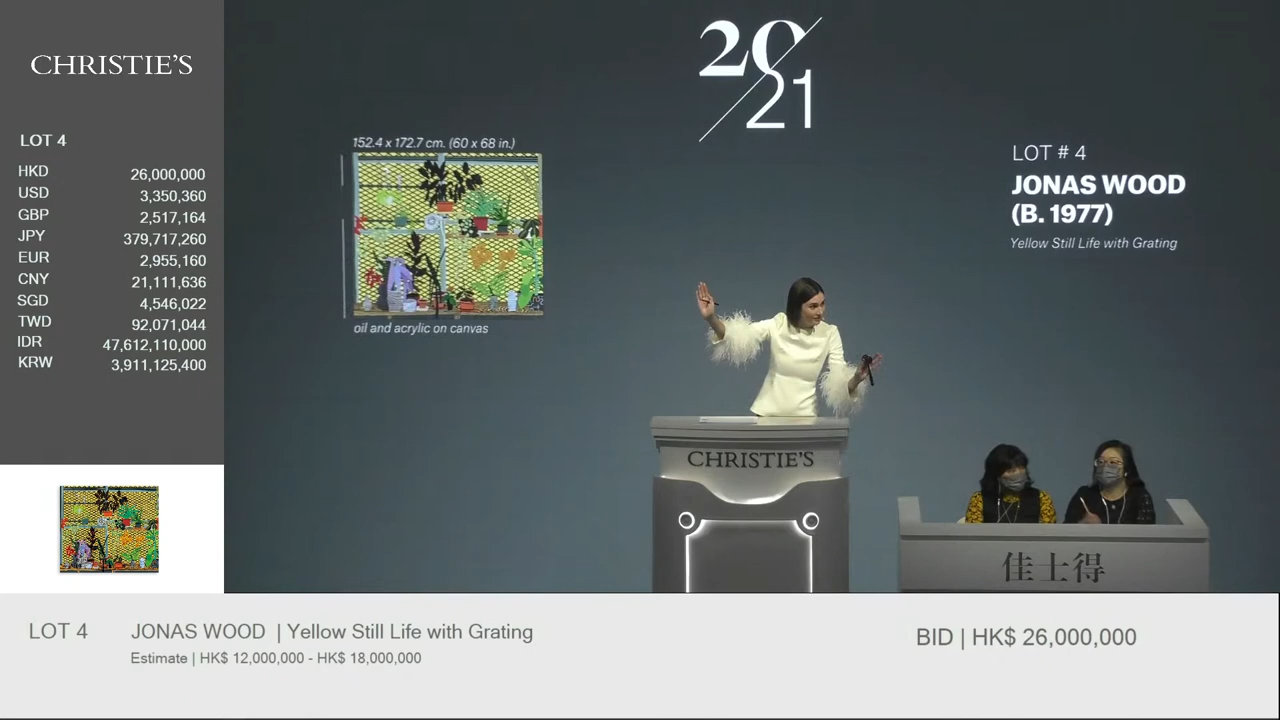 CHRISTIE'S
LOT 4
HKD 26,000,000
USD 3,350,360
GBP 2,517,164
JPY 379,717,260
EUR 2,955,160
CNY 21,111,636
SGD 4,546,022
TWD 92,071,044
IDR 47,612,110,000
KRW 3,911,125,400
20/21
152.4 x 172.7 cm. (60 x 68 in.)
oil and acrylic on canvas
LOT # 4
JONAS WOOD
(B. 1977)
Yellow Still Life with Grating
CHRISTIE'S
佳士得
LOT 4 JONAS WOOD | Yellow Still Life with Grating
Estimate | HK$ 12,000,000 - HK$ 18,000,000
BID | HK$ 26,000,000